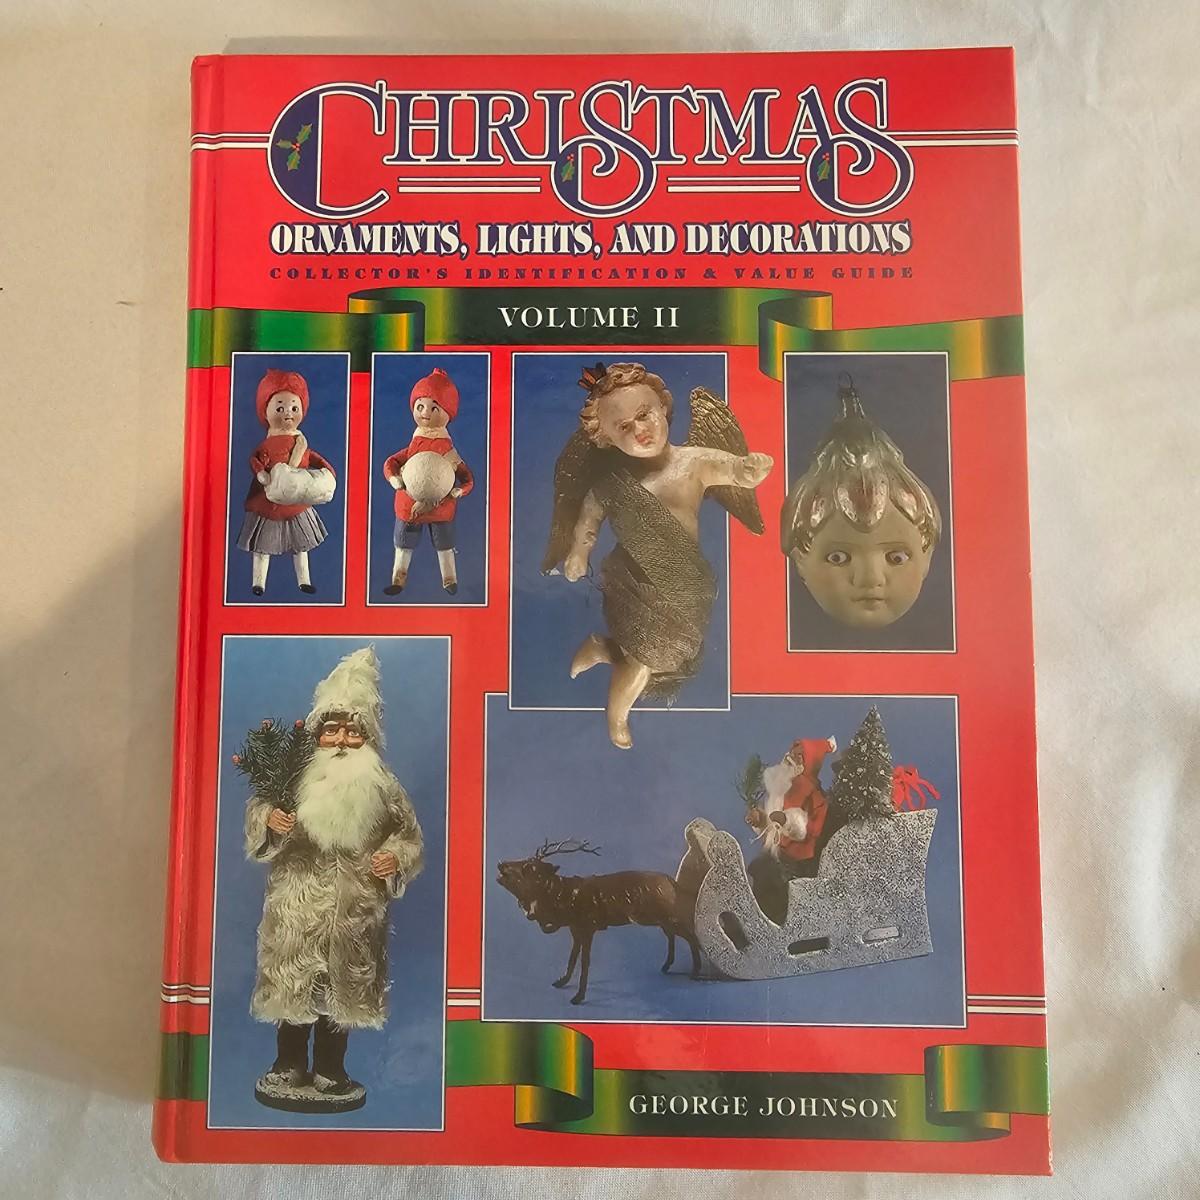 CHRISTMAS
ORNAMENTS, LIGHTS, AND DECORATIONS
COLLECTOR'S IDENTIFICATION & VALUE GUIDE
VOLUME II
GEORGE JOHNSON